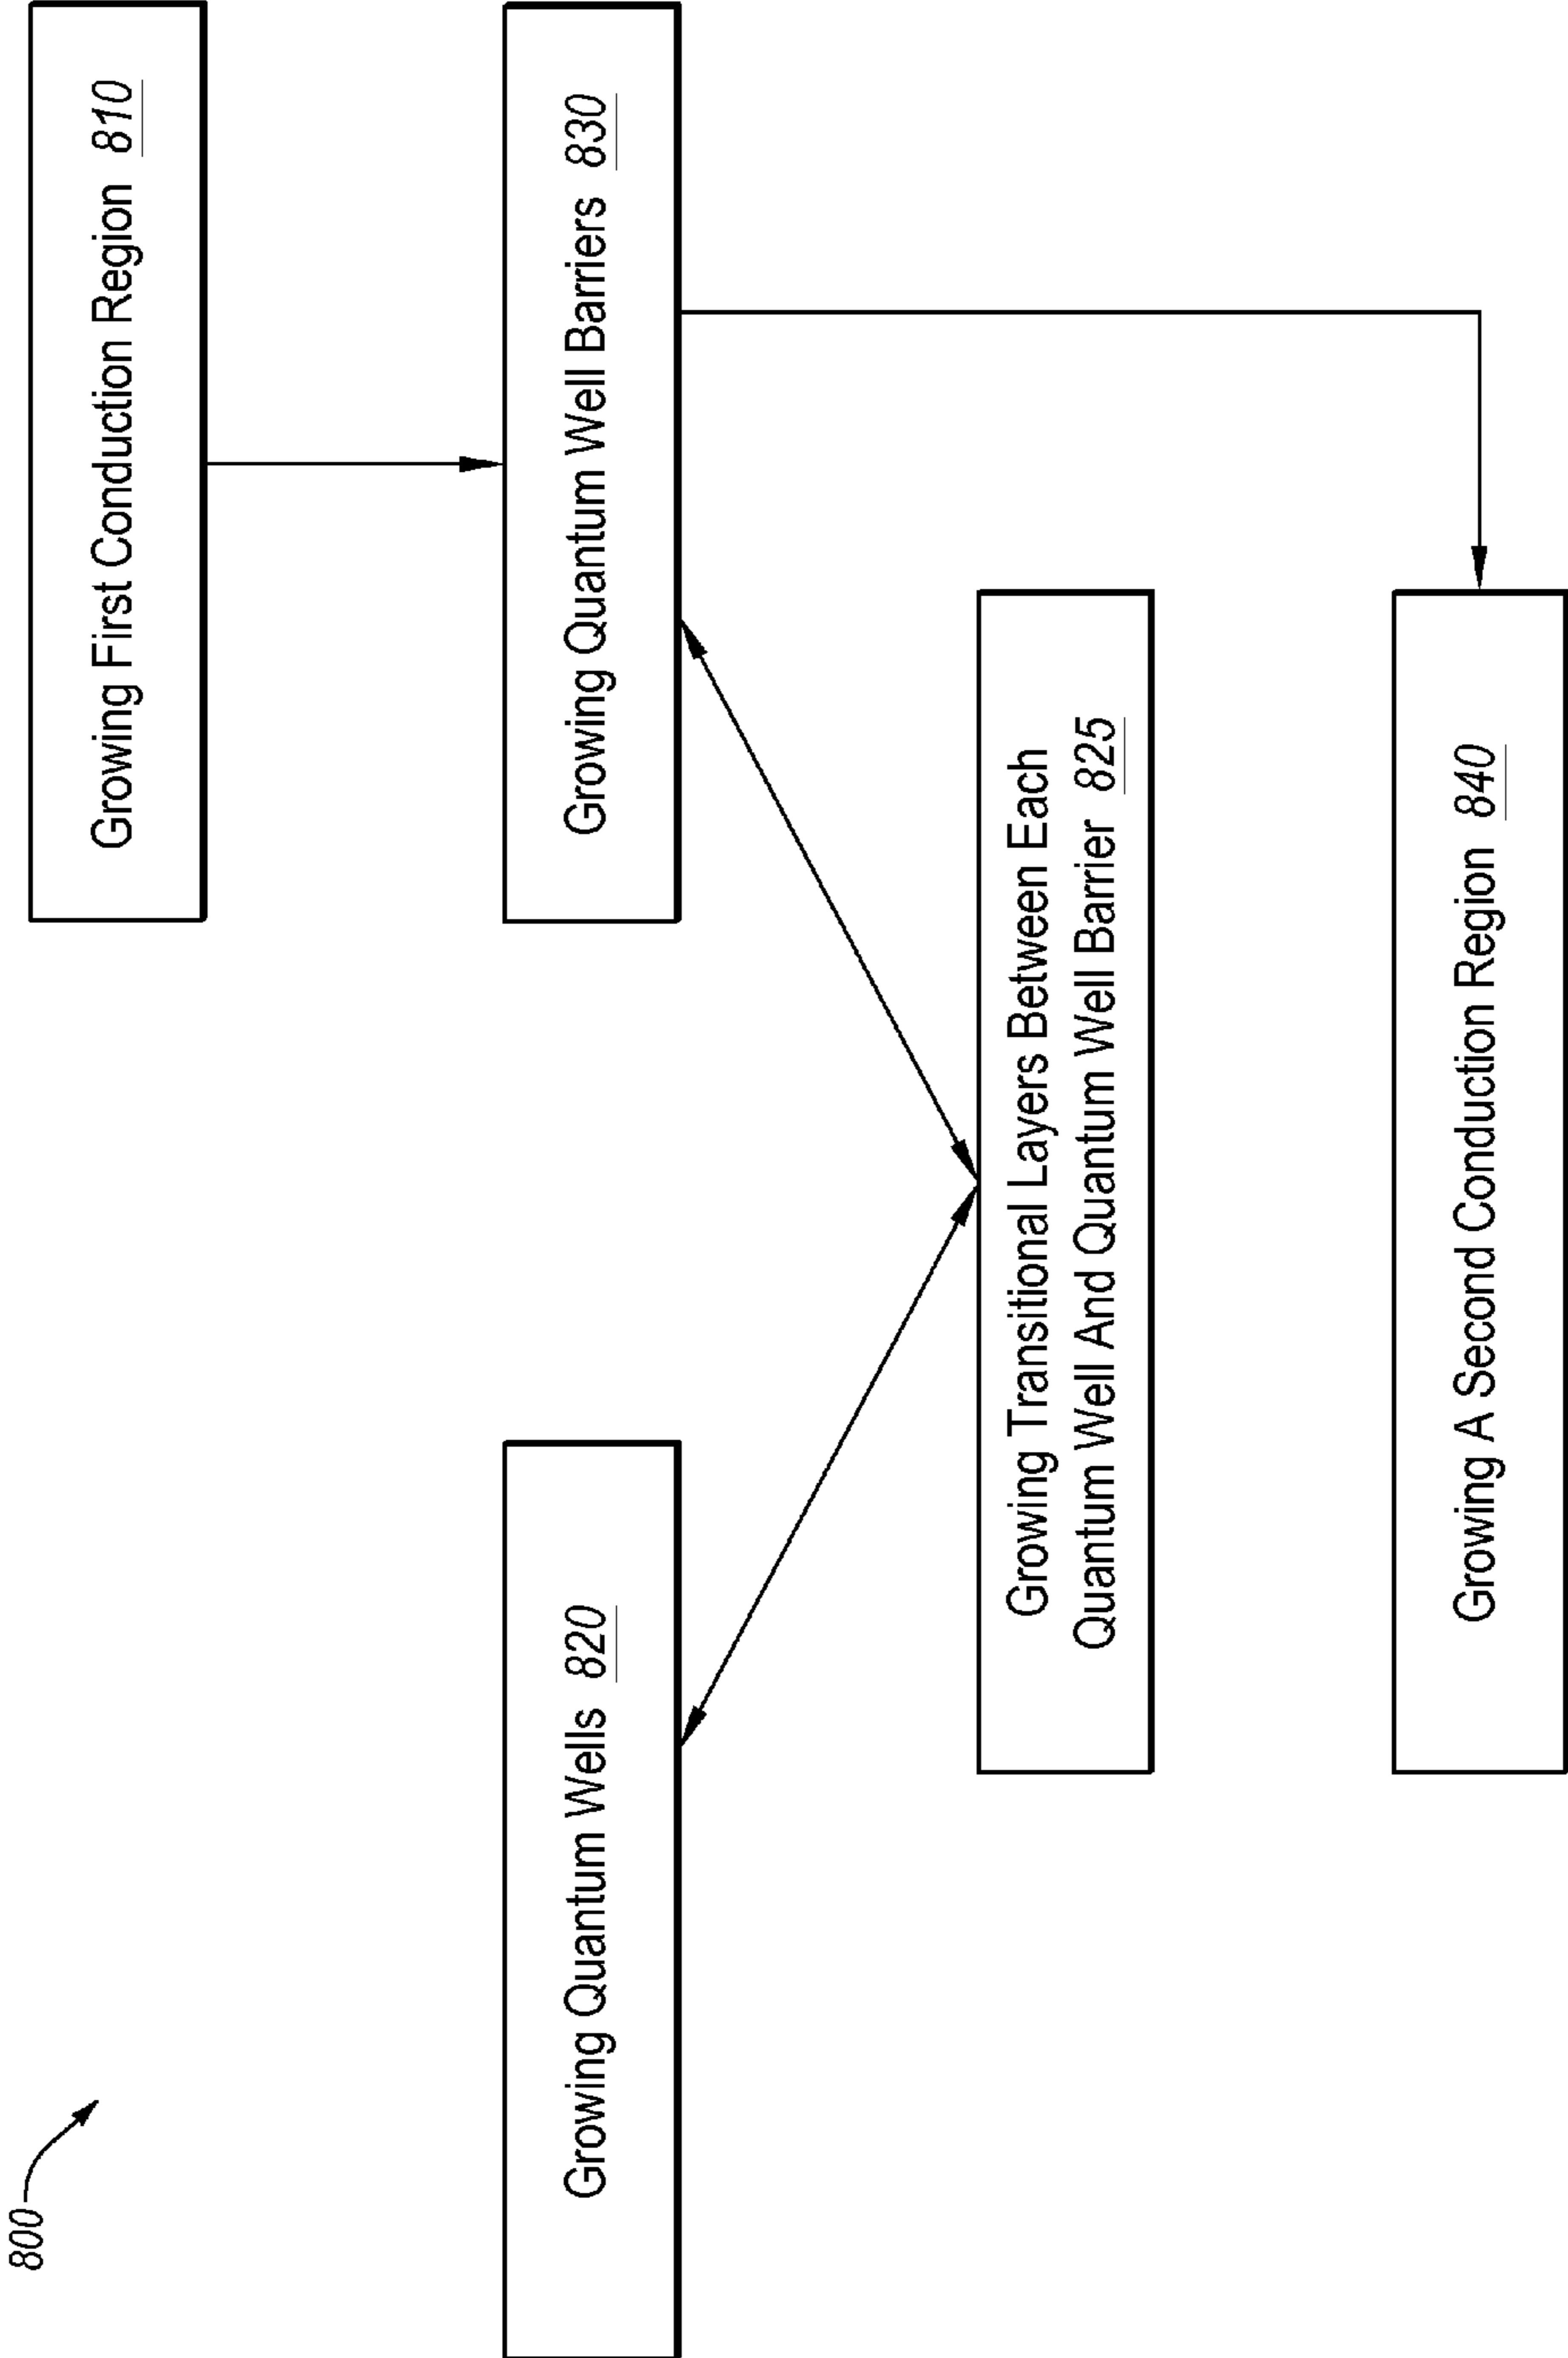 800
Growing First Conduction Region 810
Growing Quantum Wells 820
Growing Quantum Well Barriers 830
Growing Transitional Layers Between Each
Quantum Well And Quantum Well Barrier 825
Growing A Second Conduction Region 840